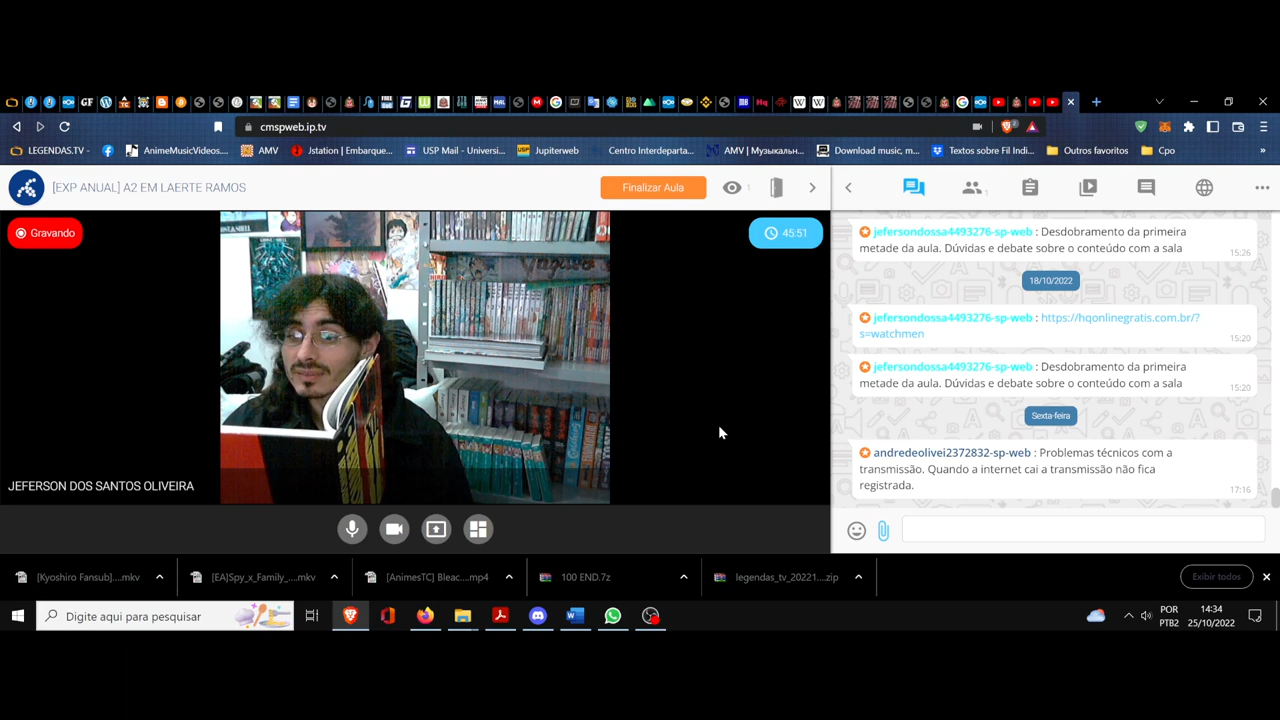 cmspweb.ip.tv
2
LEGENDAS.TV -
AnimeMusicVideos...
AMV
Jstation | Embarque...
USP Mail - Universi...
Jupiterweb
Centro Interdeparta...
AMV | Музыкальн...
Download music, m...
Textos sobre Fil Indi...
Outros favoritos
Cpo
[EXP ANUAL] A2 EM LAERTE RAMOS
Finalizar Aula
1
1
Gravando
45:51
JEFERSON DOS SANTOS OLIVEIRA
jefersondossa4493276-sp-web : Desdobramento da primeira
metade da aula. Dúvidas e debate sobre o conteúdo com a sala
15:26
18/10/2022
jefersondossa4493276-sp-web : https://hqonlinegratis.com.br/?
s=watchmen
15:20
jefersondossa4493276-sp-web : Desdobramento da primeira
metade da aula. Dúvidas e debate sobre o conteúdo com a sala
15:20
Sexta-feira
andredeolivei2372832-sp-web : Problemas técnicos com a
transmissão. Quando a internet cai a transmissão não fica
registrada.
17:16
[Kyoshiro Fansub]....mkv
[EA]Spy_x_Family_....mkv
[AnimesTC] Bleac....mp4
100 END.7z
legendas_tv_20221....zip
Exibir todos
Digite aqui para pesquisar
POR
PTB2
14:34
25/10/2022